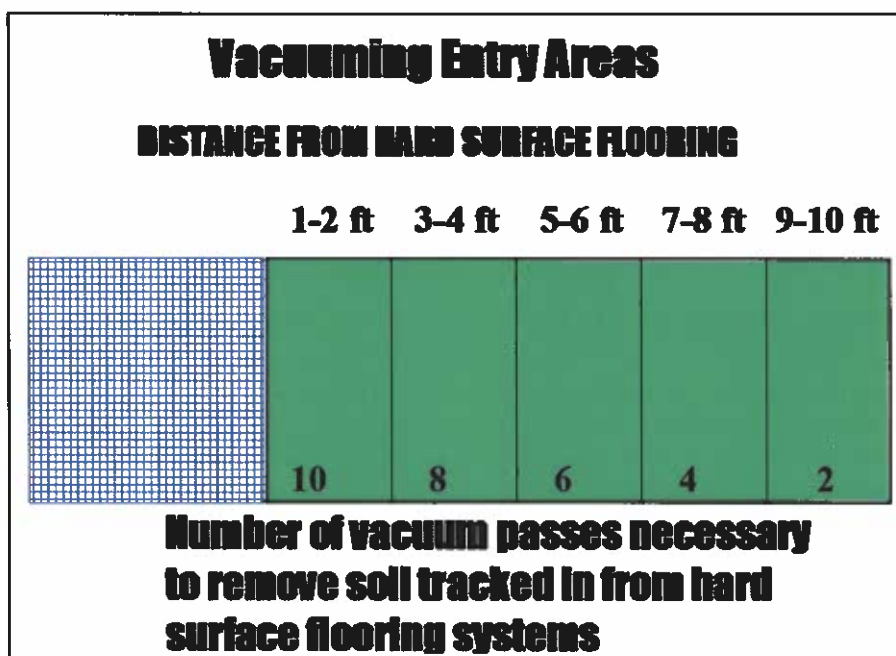 Vacuuming Entry Areas
DISTANCE FROM HARD SURFACE FLOORING
1-2 ft 3-4 ft 5-6 ft 7-8 ft 9-10 ft
10 8 6 4 2
Number of vacuum passes necessary
to remove soil tracked in from hard
surface flooring systems